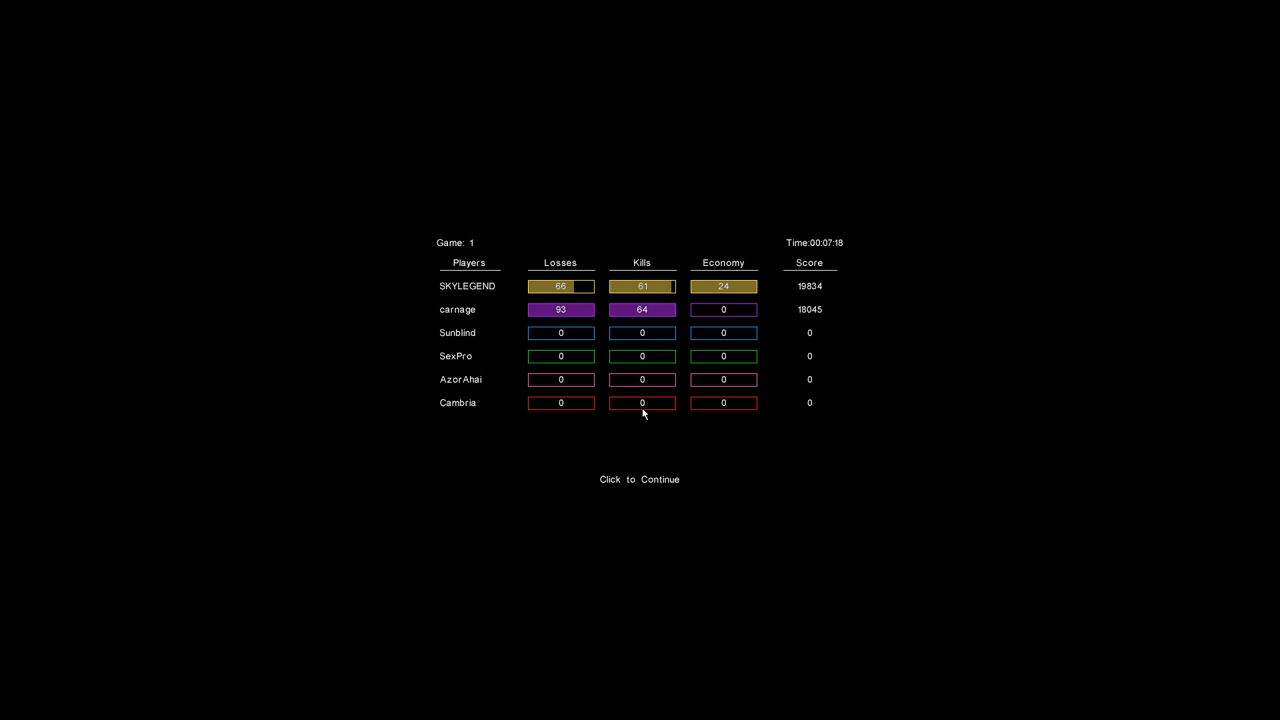 Game: 1 Time:00:07:18
Players Losses Kills Economy Score
SKYLEGEND 66 61 24 19834
carnage 93 64 0 18045
Sunblind 0 0 0 0
SexPro 0 0 0 0
AzorAhai 0 0 0 0
Cambria 0 0 0 0
Click to Continue